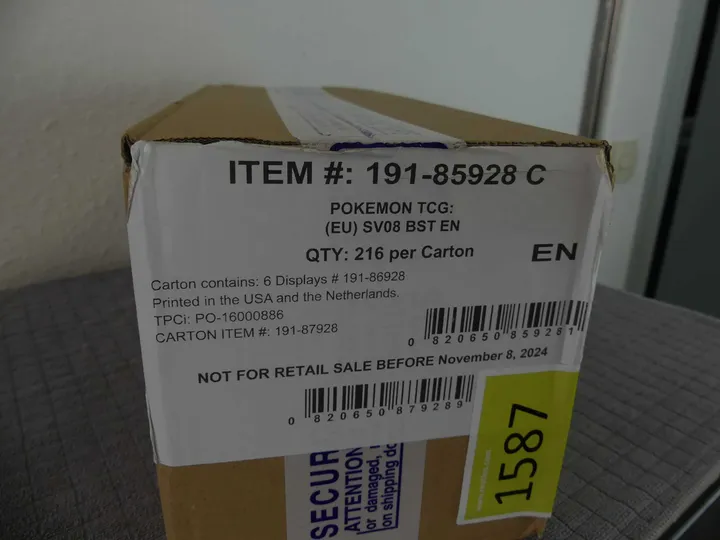 ITEM #: 191-85928 C
POKEMON TCG:
(EU) SV08 BST EN
QTY: 216 per Carton
EN
Carton contains: 6 Displays # 191-86928
Printed in the USA and the Netherlands.
TPCi: PO-16000886
CARTON ITEM #: 191-87928
0 820650 859281
NOT FOR RETAIL SALE BEFORE November 8, 2024
0 820650 879289
1587
SECUR
ATTENTION
or damaged,
on shipping do